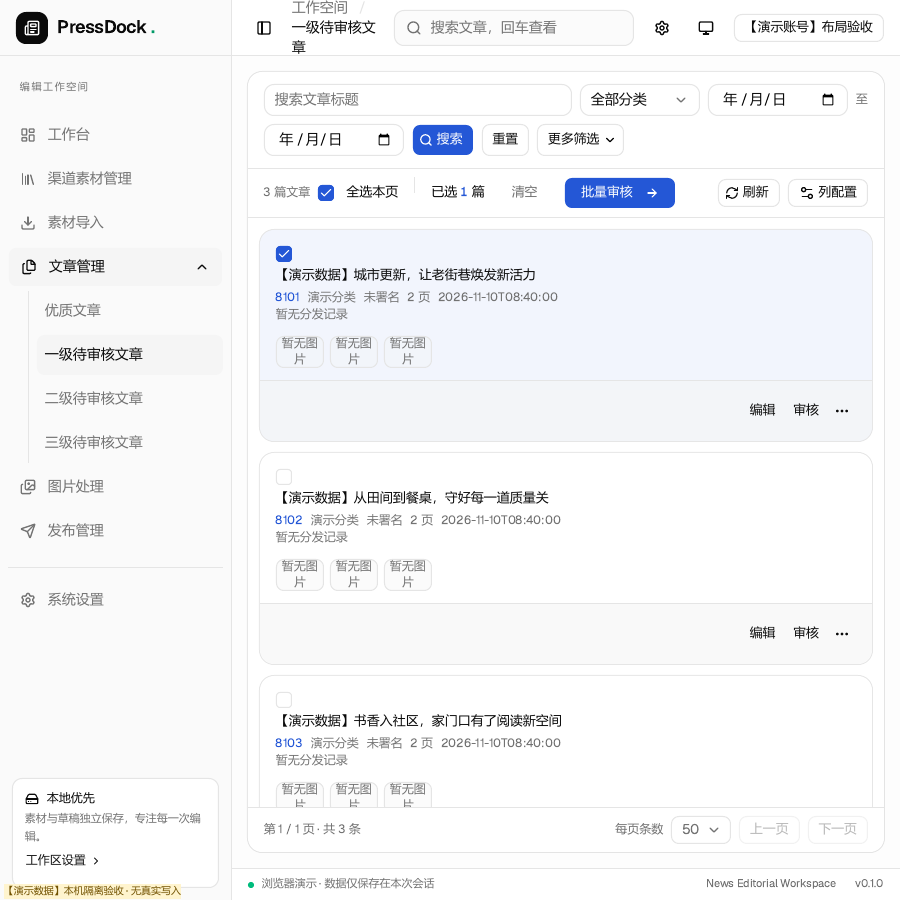 PressDock.
编辑工作空间
工作台
渠道素材管理
素材导入
文章管理
优质文章
一级待审核文章
二级待审核文章
三级待审核文章
图片处理
发布管理
系统设置
本地优先
素材与草稿独立保存，专注每一次编
辑。
工作区设置
【演示数据】本机隔离验收 · 无真实写入
工作空间 /
一级待审核文
章
搜索文章，回车查看
【演示账号】布局验收
搜索文章标题
全部分类
年 /月/日
至
年 /月/日
搜索
重置
更多筛选
3 篇文章
全选本页
已选 1 篇
清空
批量审核
刷新
列配置
【演示数据】城市更新，让老街巷焕发新活力
8101 演示分类 未署名 2 页 2026-11-10T08:40:00
暂无分发记录
暂无图
片
暂无图
片
暂无图
片
编辑
审核
...
【演示数据】从田间到餐桌，守好每一道质量关
8102 演示分类 未署名 2 页 2026-11-10T08:40:00
暂无分发记录
暂无图
片
暂无图
片
暂无图
片
编辑
审核
...
【演示数据】书香入社区，家门口有了阅读新空间
8103 演示分类 未署名 2 页 2026-11-10T08:40:00
暂无分发记录
暂无图
片
暂无图
片
暂无图
片
第 1 / 1 页 · 共 3 条
每页条数
50
上一页
下一页
浏览器演示 · 数据仅保存在本次会话
News Editorial Workspace
v0.1.0